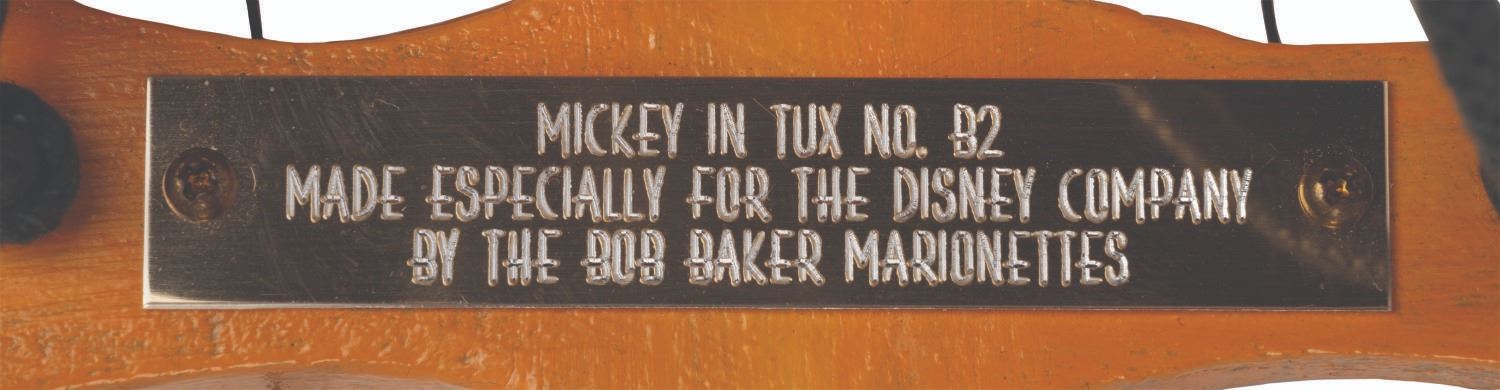 MICKEY IN TUX NO. B2
MADE ESPECIALLY FOR THE DISNEY COMPANY
BY THE BOB BAKER MARIONETTES